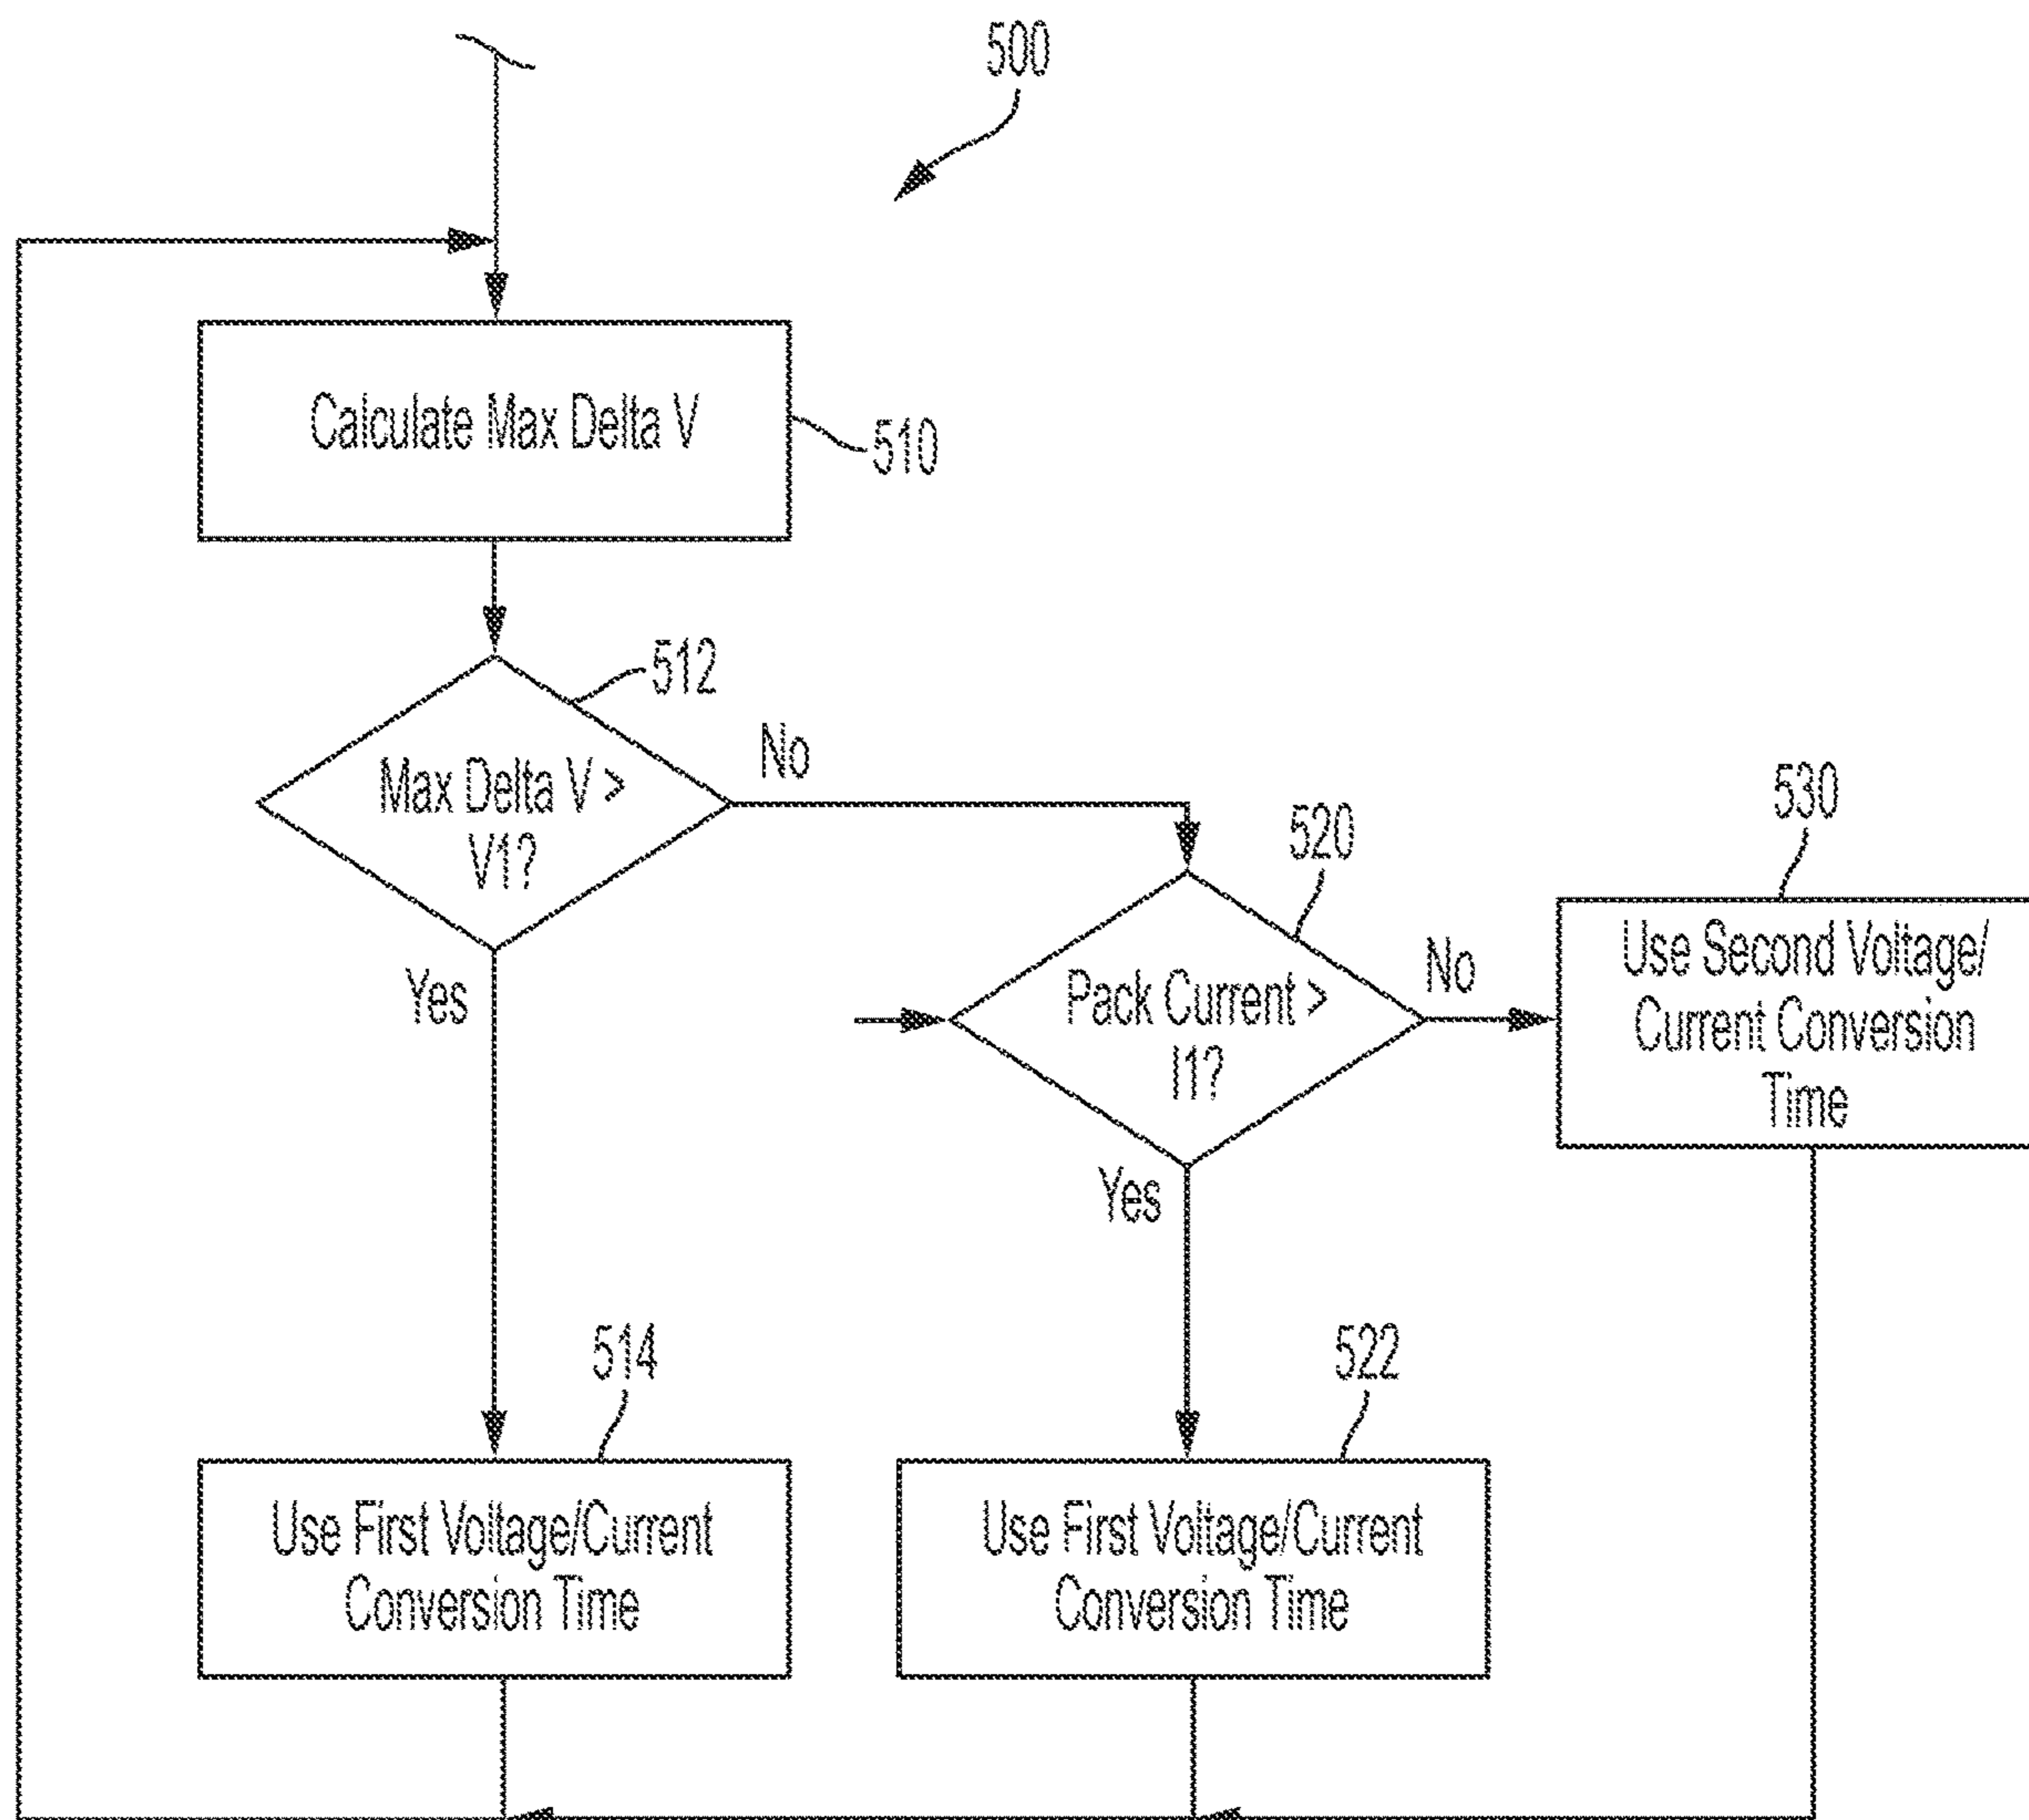 500
Calculate Max Delta V
510
512
Max Delta V >
V1?
No
Yes
520
Pack Current >
I1?
No
Yes
530
Use Second Voltage/
Current Conversion
Time
514
Use First Voltage/Current
Conversion Time
522
Use First Voltage/Current
Conversion Time